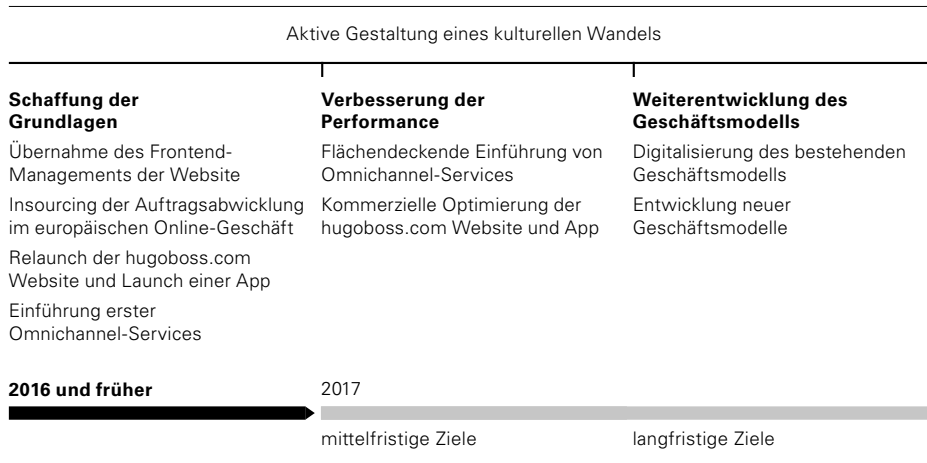 Aktive Gestaltung eines kulturellen Wandels
Schaffung der
Grundlagen
Übernahme des Frontend-
Managements der Website
Insourcing der Auftragsabwicklung
im europäischen Online-Geschäft
Relaunch der hugoboss.com
Website und Launch einer App
Einführung erster
Omnichannel-Services
Verbesserung der
Performance
Flächendeckende Einführung von
Omnichannel-Services
Kommerzielle Optimierung der
hugoboss.com Website und App
Weiterentwicklung des
Geschäftsmodells
Digitalisierung des bestehenden
Geschäftsmodells
Entwicklung neuer
Geschäftsmodelle
2016 und früher
2017
mittelfristige Ziele
langfristige Ziele